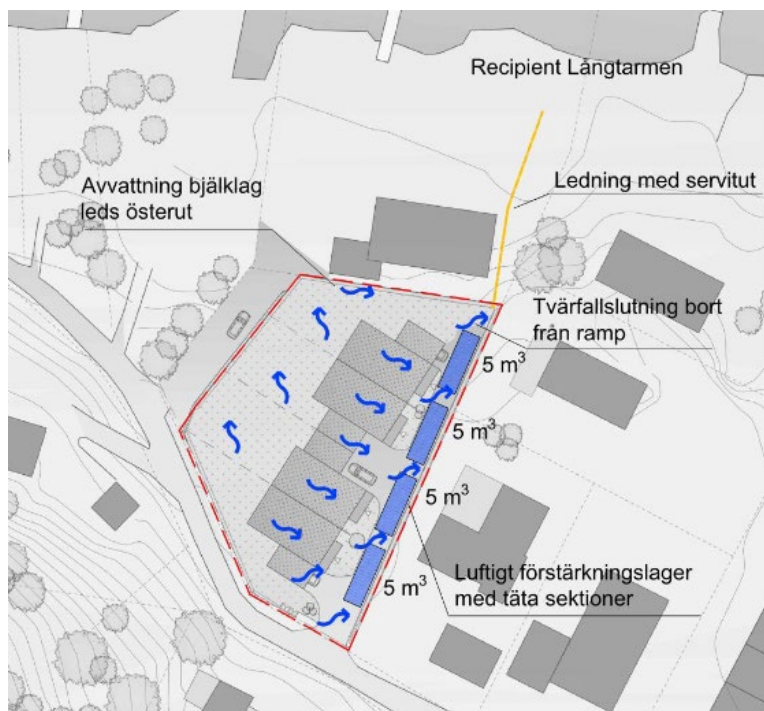 Recipient Långtarmen
Avvattning bjälklag
leds österut
Ledning med servitut
Tvärfallslutning bort
från ramp
5 m³
5 m³
5 m³
5 m³
Luftigt förstärkningslager
med täta sektioner